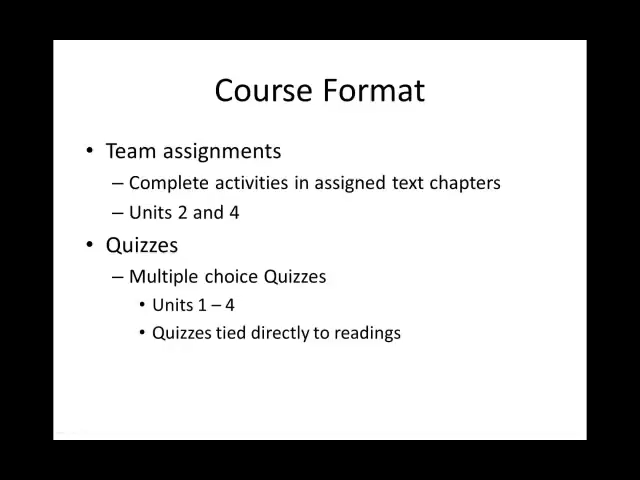 Course Format
• Team assignments
– Complete activities in assigned text chapters
– Units 2 and 4
• Quizzes
– Multiple choice Quizzes
• Units 1 – 4
• Quizzes tied directly to readings